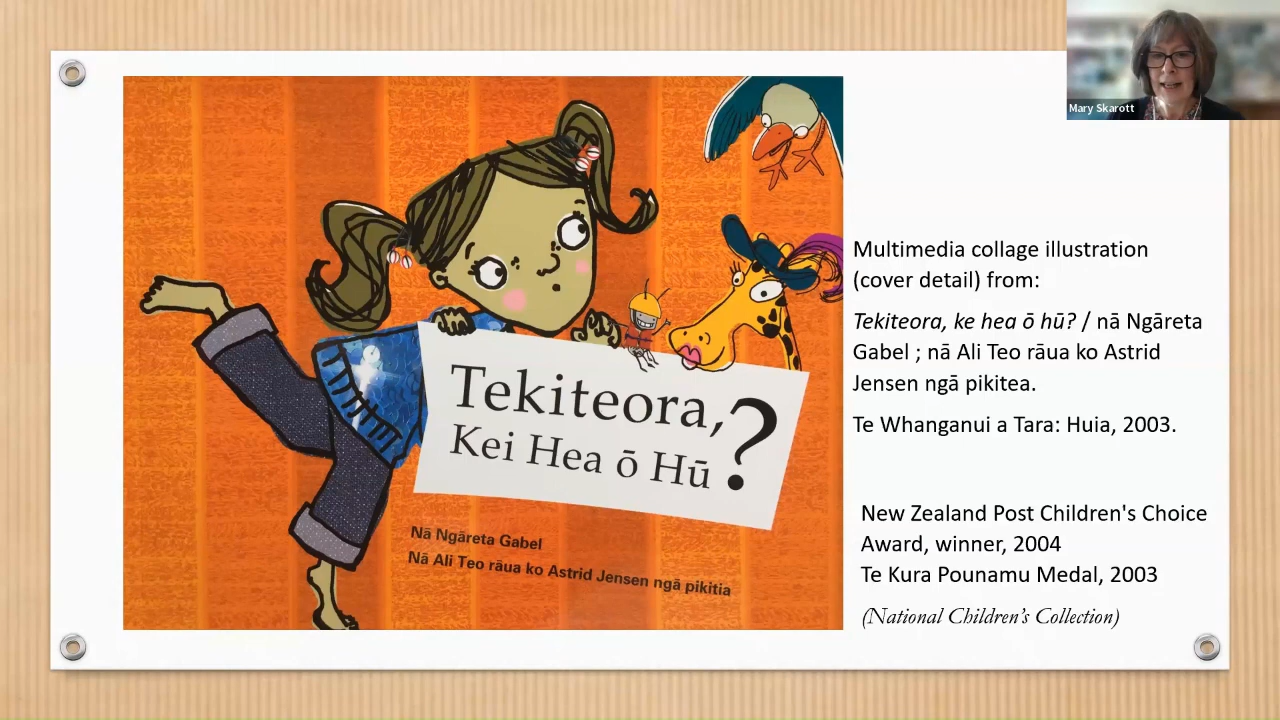 Mary Skarott
Tekiteora,
Kei Hea ō Hū?
Nā Ngāreta Gabel
Nā Ali Teo rāua ko Astrid Jensen ngā pikitia
Multimedia collage illustration
(cover detail) from:
Tekiteora, ke hea ō hū? / nā Ngāreta
Gabel ; nā Ali Teo rāua ko Astrid
Jensen ngā pikitea.
Te Whanganui a Tara: Huia, 2003.
New Zealand Post Children's Choice
Award, winner, 2004
Te Kura Pounamu Medal, 2003
(National Children’s Collection)